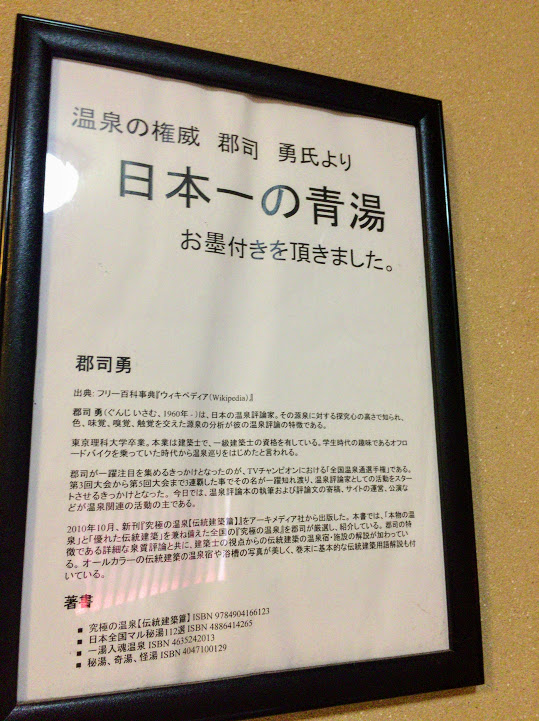 温泉の権威 郡司 勇氏より
日本一の青湯
お墨付きを頂きました。
郡司勇
出典: フリー百科事典『ウィキペディア（Wikipedia）』
郡司 勇（ぐんじ いさむ、1960年 - ）は、日本の温泉評論家。その源泉に対する探究心の高さで知られ、
色、味覚、嗅覚、触覚を交えた源泉の分析が彼の温泉評論の特徴である。
東京理科大学卒業。本業は建築士で、一級建築士の資格を有している。学生時代の趣味であるオフロ
ードバイクを乗っていた時代から温泉巡りをはじめたと言われる。
郡司が一躍注目を集めるきっかけとなったのが、TVチャンピオンにおける「全国温泉通選手権」である。
第3回大会から第5回大会まで3連覇した事でその名が一躍知れ渡り、温泉評論家としての活動をスター
トさせるきっかけとなった。今日では、温泉評論本の執筆および評論文の寄稿、サイトの運営、公演な
どが温泉関連の活動の主である。
2010年10月、新刊『究極の温泉【伝統建築篇】』をアーキメディア社から出版した。本書では、「本物の温
泉」と「優れた伝統建築」を兼ね備えた全国の『究極の温泉』を郡司が厳選し、紹介している。郡司の特
徴である詳細な泉質評論と共に、建築士の視点からの伝統建築の温泉宿・施設の解説が加わってい
る。オールカラーの伝統建築の温泉宿や浴槽の写真が美しく、巻末に基本的な伝統建築用語解説も付
いている。
著書
■ 究極の温泉【伝統建築篇】 ISBN 9784904166123
■ 日本全国マル秘湯112選 ISBN 4886414265
■ 一湯入魂温泉 ISBN 4635242013
■ 秘湯、奇湯、怪湯 ISBN 4047100129